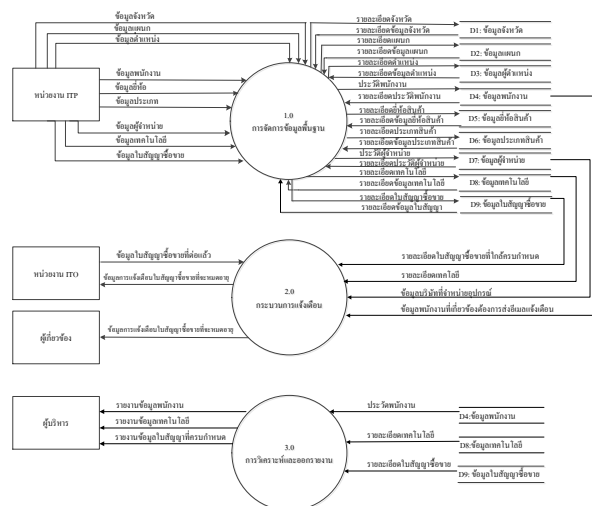 ข้อมูลจังหวัด
ข้อมูลแผนก
ข้อมูลตำแหน่ง
หน่วยงาน ITP
ข้อมูลพนักงาน
ข้อมูลยี่ห้อ
ข้อมูลประเภท
ข้อมูลผู้จำหน่าย
ข้อมูลเทคโนโลยี
ข้อมูลใบสัญญาซื้อขาย
1.0
การจัดการข้อมูลพื้นฐาน
รายละเอียดจังหวัด
รายละเอียดข้อมูลจังหวัด
รายละเอียดแผนก
รายละเอียดข้อมูลแผนก
รายละเอียดตำแหน่ง
รายละเอียดข้อมูลตำแหน่ง
ประวัติพนักงาน
รายละเอียดประวัติพนักงาน
รายละเอียดยี่ห้อสินค้า
รายละเอียดข้อมูลยี่ห้อสินค้า
รายละเอียดประเภทสินค้า
รายละเอียดข้อมูลประเภทสินค้า
ประวัติผู้จำหน่าย
รายละเอียดประวัติผู้จำหน่าย
รายละเอียดเทคโนโลยี
รายละเอียดข้อมูลเทคโนโลยี
รายละเอียดใบสัญญาซื้อขาย
รายละเอียดข้อมูลใบสัญญา
D1: ข้อมูลจังหวัด
D2: ข้อมูลแผนก
D3: ข้อมูลผู้ตำแหน่ง
D4: ข้อมูลพนักงาน
D5: ข้อมูลยี่ห้อสินค้า
D6: ข้อมูลประเภทสินค้า
D7: ข้อมูลผู้จำหน่าย
D8: ข้อมูลเทคโนโลยี
D9: ข้อมูลใบสัญญาซื้อขาย
หน่วยงาน ITO
ข้อมูลใบสัญญาซื้อขายที่ต่อแล้ว
ข้อมูลการแจ้งเตือนใบสัญญาซื้อขายที่จะหมดอายุ
ผู้เกี่ยวข้อง
ข้อมูลการแจ้งเตือนใบสัญญาซื้อขายที่จะหมดอายุ
2.0
กระบวนการแจ้งเตือน
รายละเอียดใบสัญญาซื้อขายที่ใกล้ครบกำหนด
รายละเอียดเทคโลยี
ข้อมูลบริษัทที่จำหน่ายอุปกรณ์
ข้อมูลพนักงานที่เกี่ยวข้องต้องการส่งอีเมลแจ้งเตือน
ผู้บริหาร
รายงานข้อมูลพนักงาน
รายงานข้อมูลเทคโนโลยี
รายงานข้อมูลใบสัญญาที่ครบกำหนด
3.0
การวิเคราะห์และออกรายงาน
ประวัตพนักงาน
รายละเอียดเทคโนโลยี
รายละเอียดใบสัญญาซื้อขาย
D4:ข้อมูลพนักงาน
D8:ข้อมูลเทคโนโลยี
D9: ข้อมูลใบสัญญาซื้อขาย